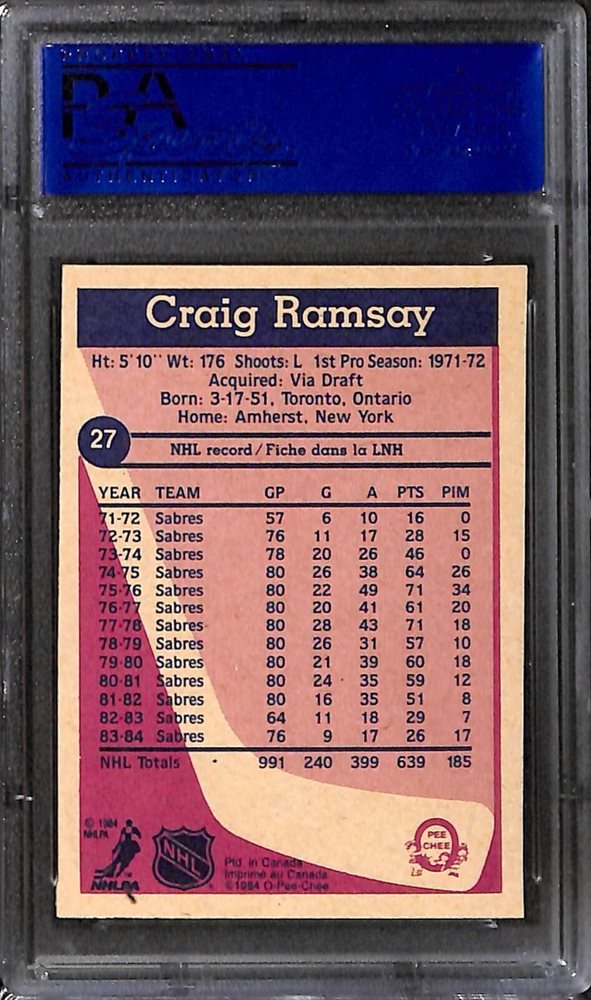 Craig Ramsay
Ht: 5'10" Wt: 176 Shoots: L 1st Pro Season: 1971-72
Acquired: Via Draft
Born: 3-17-51, Toronto, Ontario
Home: Amherst, New York
27
NHL record/Fiche dans la LNH
YEAR TEAM GP G A PTS PIM
71-72 Sabres 57 6 10 16 0
72-73 Sabres 76 11 17 28 15
73-74 Sabres 78 20 26 46 0
74-75 Sabres 80 26 38 64 26
75-76 Sabres 80 22 49 71 34
76-77 Sabres 80 20 41 61 20
77-78 Sabres 80 28 43 71 18
78-79 Sabres 80 26 31 57 10
79-80 Sabres 80 21 39 60 18
80-81 Sabres 80 24 35 59 12
81-82 Sabres 80 16 35 51 8
82-83 Sabres 64 11 18 29 7
83-84 Sabres 76 9 17 26 17
NHL Totals 991 240 399 639 185
© 1984
NHLPA
NHLPA
NHL
Ptd. in Canada
Imprimé au Canada
©1984 O-Pee-Chee
O
PEE
CHEE